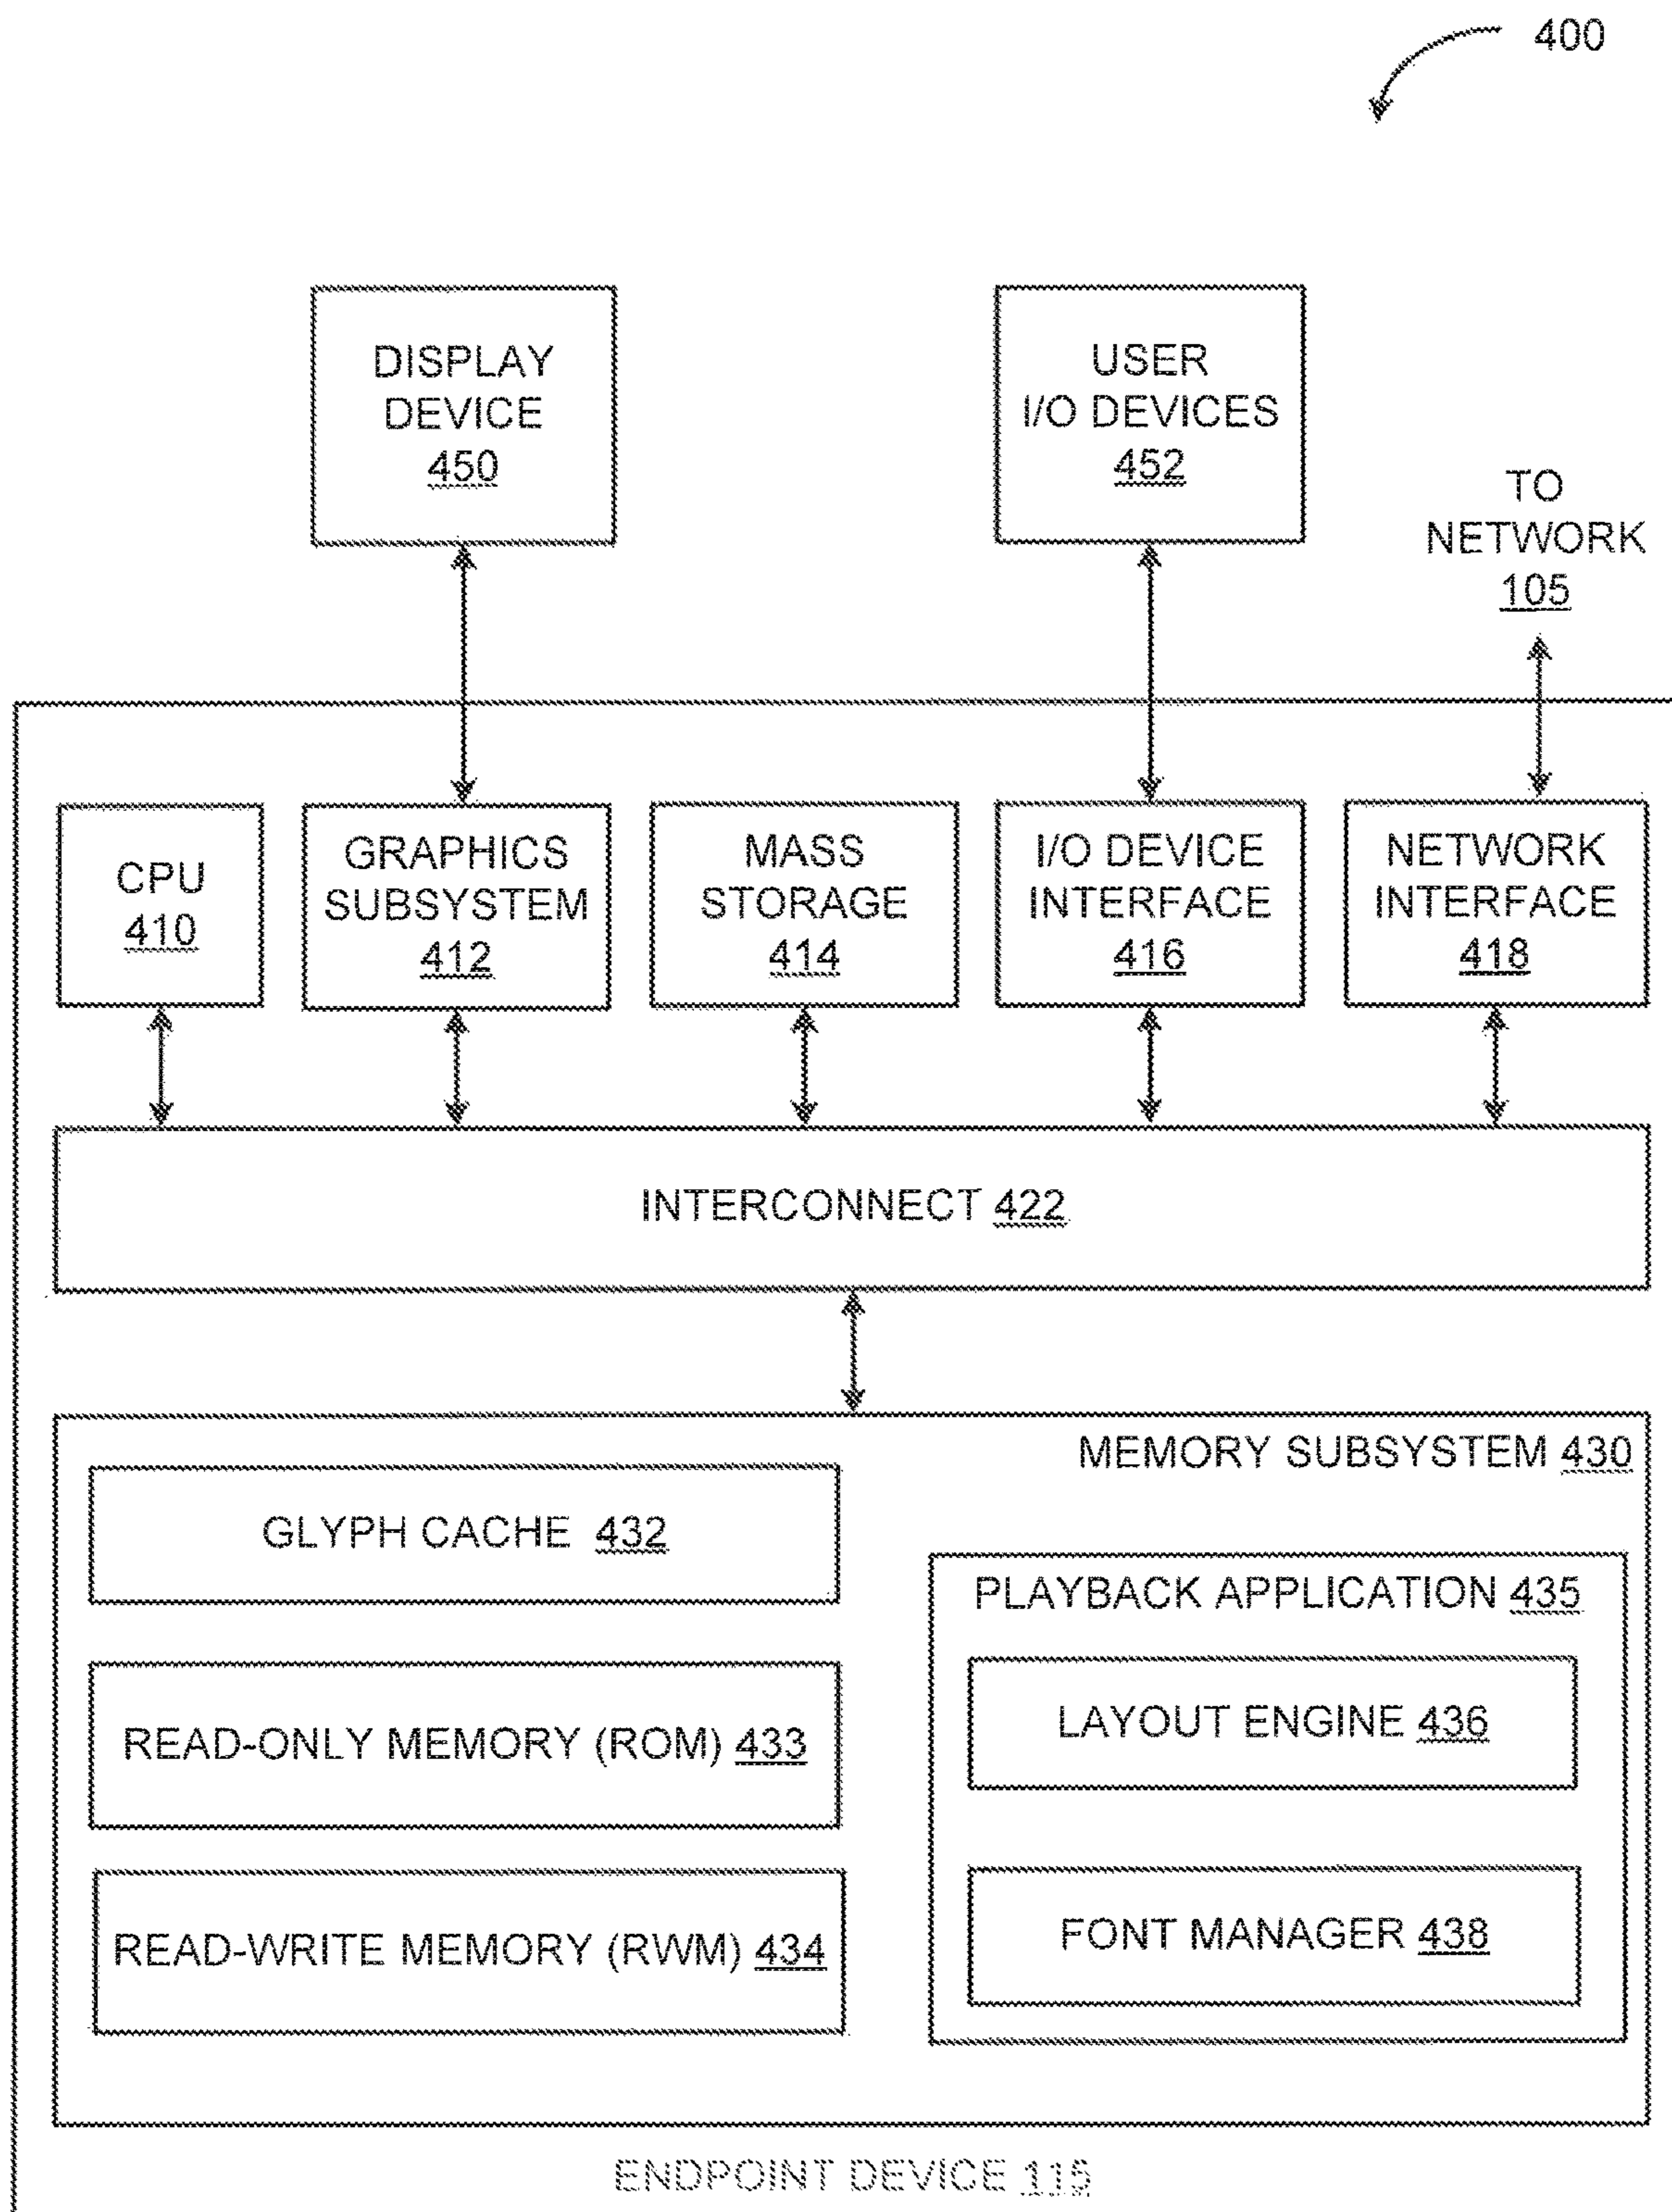 400
DISPLAY
DEVICE
450
USER
I/O DEVICES
452
TO
NETWORK
105
CPU
410
GRAPHICS
SUBSYSTEM
412
MASS
STORAGE
414
I/O DEVICE
INTERFACE
416
NETWORK
INTERFACE
418
INTERCONNECT 422
MEMORY SUBSYSTEM 430
GLYPH CACHE 432
READ-ONLY MEMORY (ROM) 433
READ-WRITE MEMORY (RWM) 434
PLAYBACK APPLICATION 435
LAYOUT ENGINE 436
FONT MANAGER 438
ENDPOINT DEVICE 115